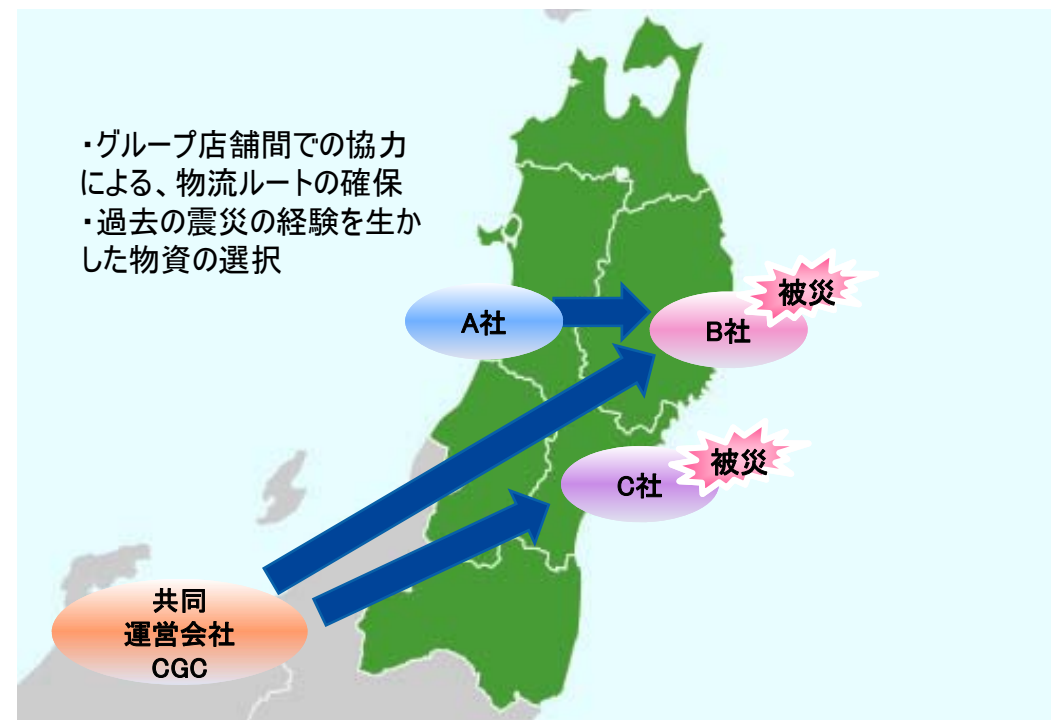 ・グループ店舗間での協力
による、物流ルートの確保
・過去の震災の経験を生か
した物資の選択
被災
A社
B社
被災
C社
共同
運営会社
CGC